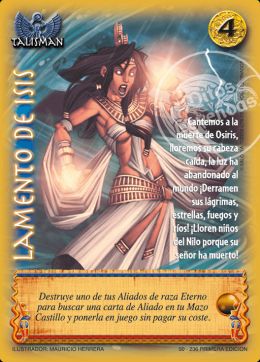 TALISMAN
4
LAMENTO DE ISIS
Cantemos a la
muerte de Osiris,
lloremos su cabeza
caída, la luz ha
abandonado al
mundo ¡Derramen
sus lágrimas,
estrellas, fuegos y
ríos! ¡Lloren niños
del Nilo porque su
señor ha muerto!
Destruye uno de tus Aliados de raza Eterno
para buscar una carta de Aliado en tu Mazo
Castillo y ponerla en juego sin pagar su coste.
ILUSTRADOR: MAURICIO HERRERA
PRIMERA EDICION